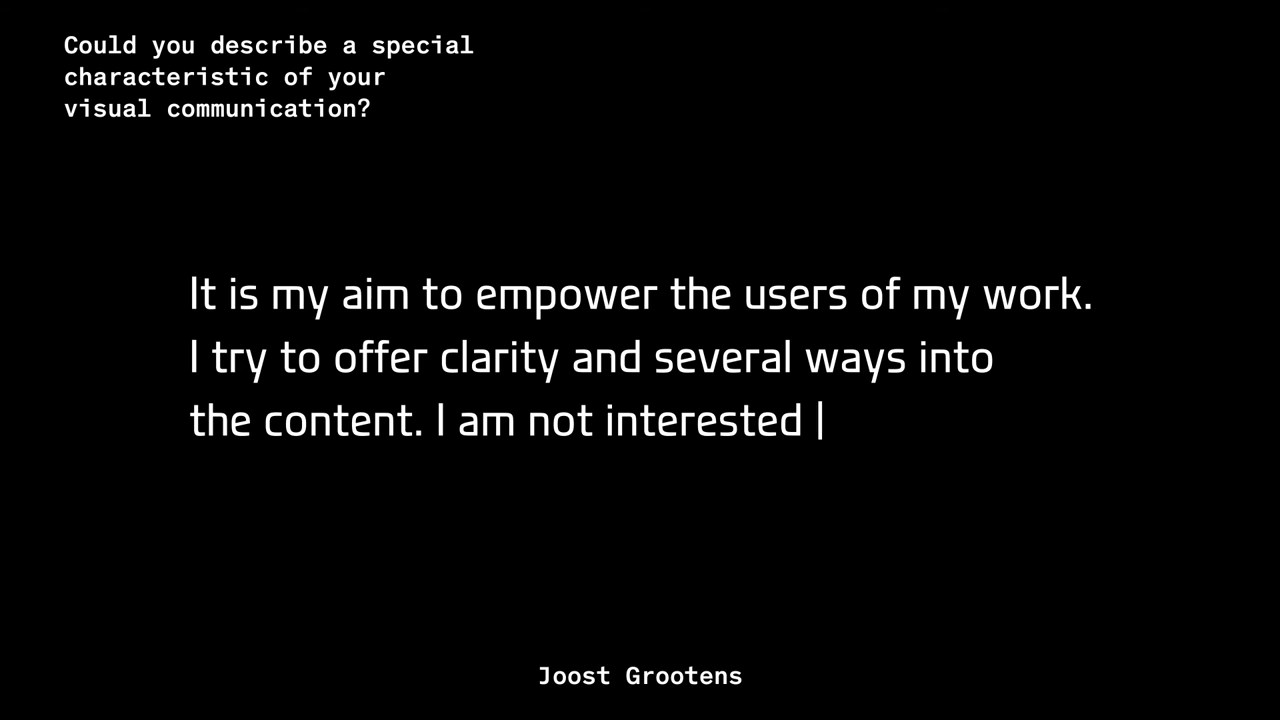 Could you describe a special
characteristic of your
visual communication?
It is my aim to empower the users of my work.
I try to offer clarity and several ways into
the content. I am not interested |
Joost Grootens